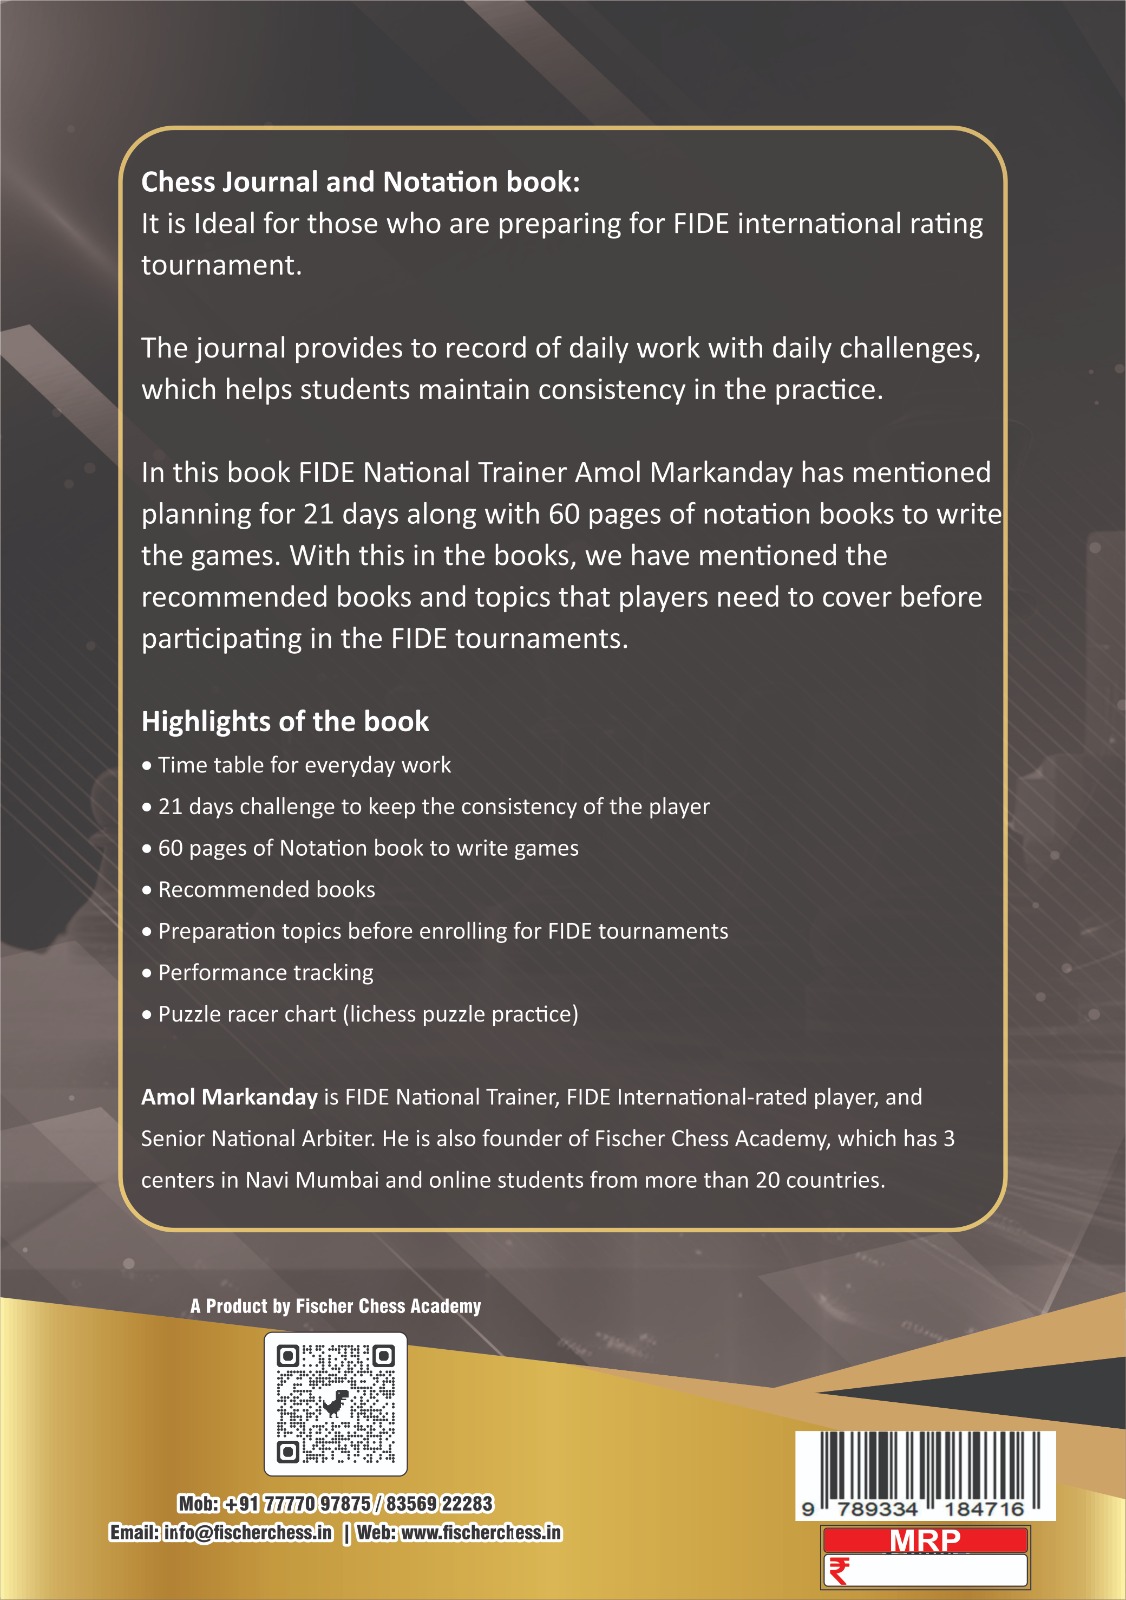 Chess Journal and Notation book:
It is Ideal for those who are preparing for FIDE international rating
tournament.
The journal provides to record of daily work with daily challenges,
which helps students maintain consistency in the practice.
In this book FIDE National Trainer Amol Markanday has mentioned
planning for 21 days along with 60 pages of notation books to write
the games. With this in the books, we have mentioned the
recommended books and topics that players need to cover before
participating in the FIDE tournaments.
Highlights of the book
• Time table for everyday work
• 21 days challenge to keep the consistency of the player
• 60 pages of Notation book to write games
• Recommended books
• Preparation topics before enrolling for FIDE tournaments
• Performance tracking
• Puzzle racer chart (lichess puzzle practice)
Amol Markanday is FIDE National Trainer, FIDE International-rated player, and
Senior National Arbiter. He is also founder of Fischer Chess Academy, which has 3
centers in Navi Mumbai and online students from more than 20 countries.
A Product by Fischer Chess Academy
Mob: +91 77770 97875 / 83569 22283
Email: info@fischerchess.in | Web: www.fischerchess.in
9 789334 184716
MRP
₹